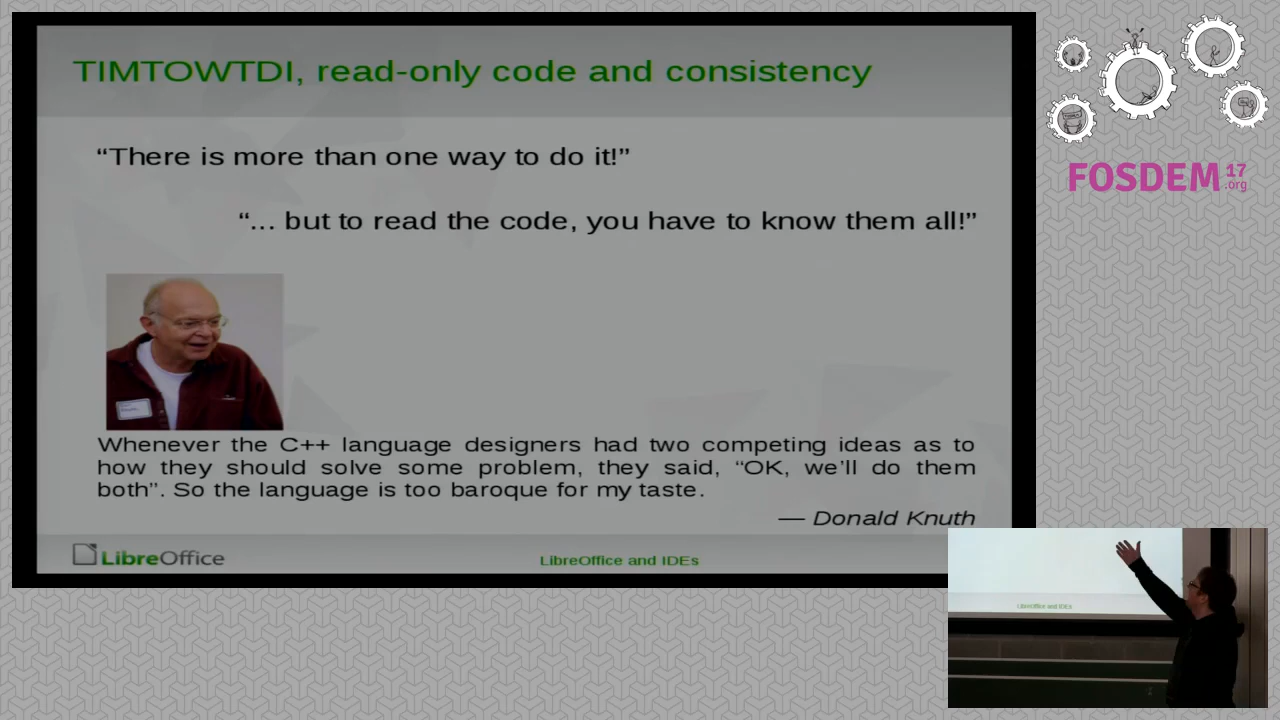 TIMTOWTDI, read-only code and consistency
“There is more than one way to do it!”
“... but to read the code, you have to know them all!”
Whenever the C++ language designers had two competing ideas as to
how they should solve some problem, they said, “OK, we’ll do them
both”. So the language is too baroque for my taste.
— Donald Knuth
LibreOffice
LibreOffice and IDEs
FOSDEM 17
.org
LibreOffice and IDEs